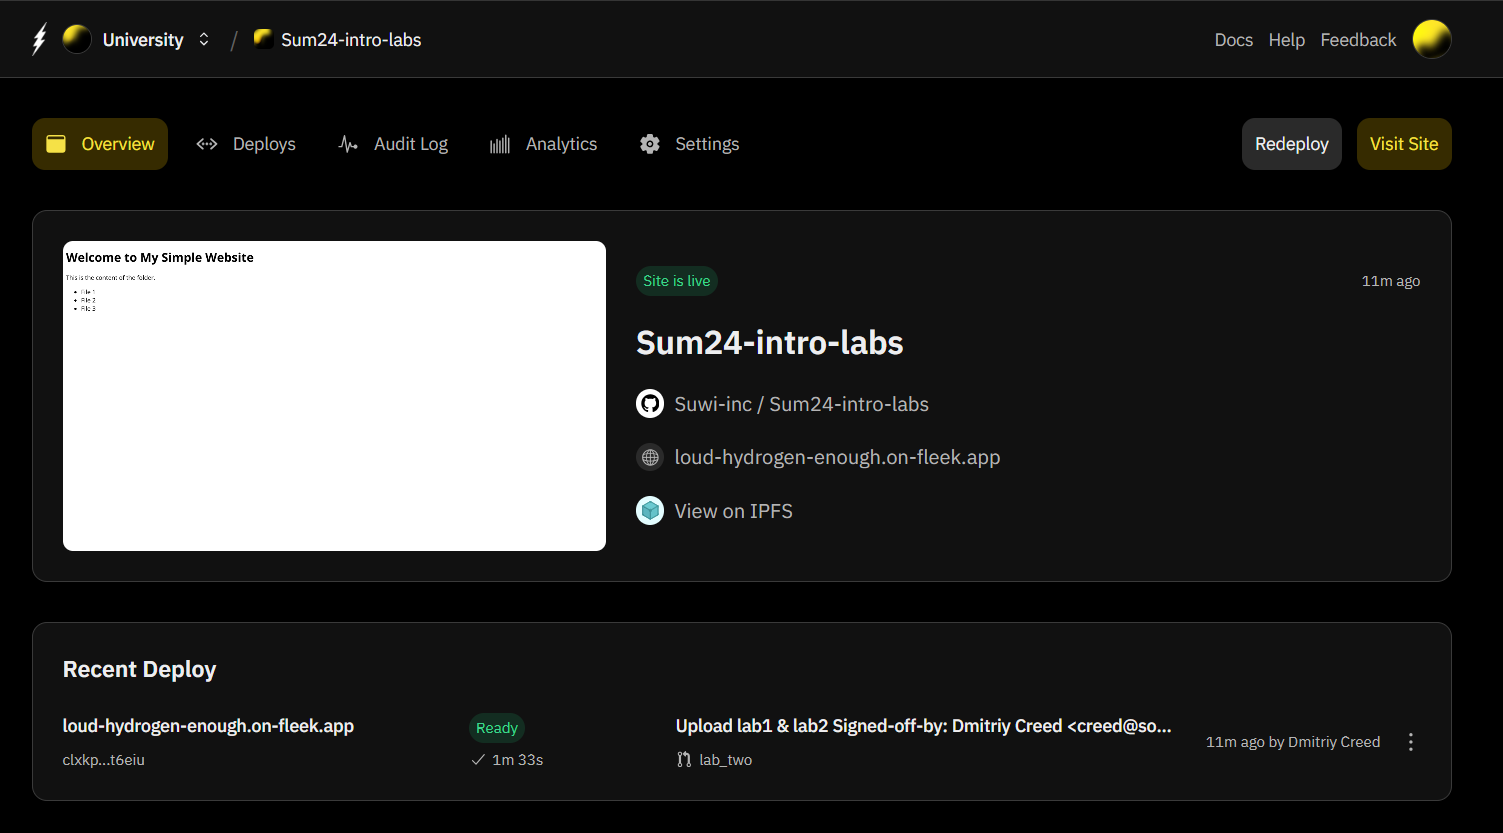 University / Sum24-intro-labs
Docs Help Feedback
Overview Deploys Audit Log Analytics Settings
Redeploy Visit Site
Welcome to My Simple Website
This is the content of the folder.
File 1
File 2
File 3
Site is live 11m ago
Sum24-intro-labs
Suwi-inc / Sum24-intro-labs
loud-hydrogen-enough.on-fleek.app
View on IPFS
Recent Deploy
loud-hydrogen-enough.on-fleek.app
clxkp...t6eiu
Ready
1m 33s
Upload lab1 & lab2 Signed-off-by: Dmitriy Creed <creed@so...
lab_two
11m ago by Dmitriy Creed